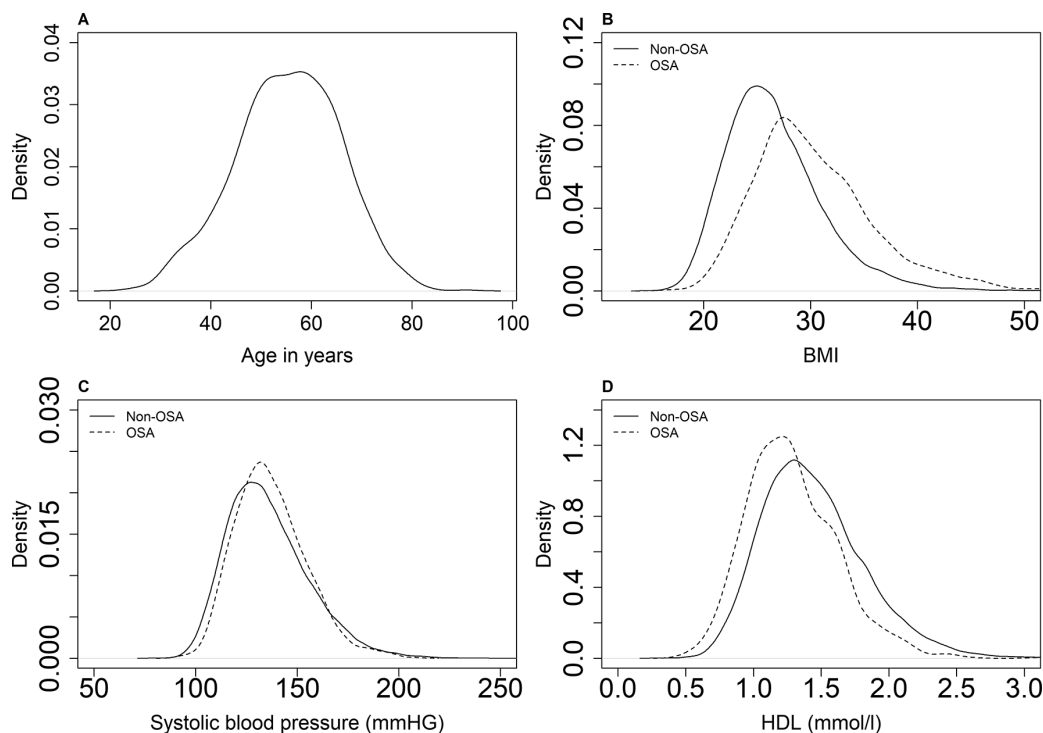 A
Density
0.00 0.01 0.02 0.03 0.04
20 40 60 80 100
Age in years
B
Non-OSA
OSA
Density
0.00 0.04 0.08 0.12
20 30 40 50
BMI
C
Non-OSA
OSA
Density
0.000 0.015 0.030
50 100 150 200 250
Systolic blood pressure (mmHG)
D
Non-OSA
OSA
Density
0.0 0.4 0.8 1.2
0.0 0.5 1.0 1.5 2.0 2.5 3.0
HDL (mmol/l)